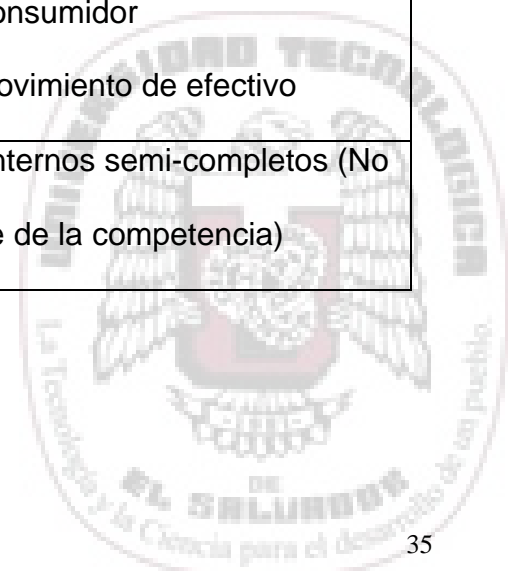 onsumidor
ovimiento de efectivo
nternos semi-completos (No
e de la competencia)
UNIVERSIDAD TECNOLOGICA
La Tecnología y la Ciencia para el desarrollo de un pueblo.
DE
EL SALVADOR
35